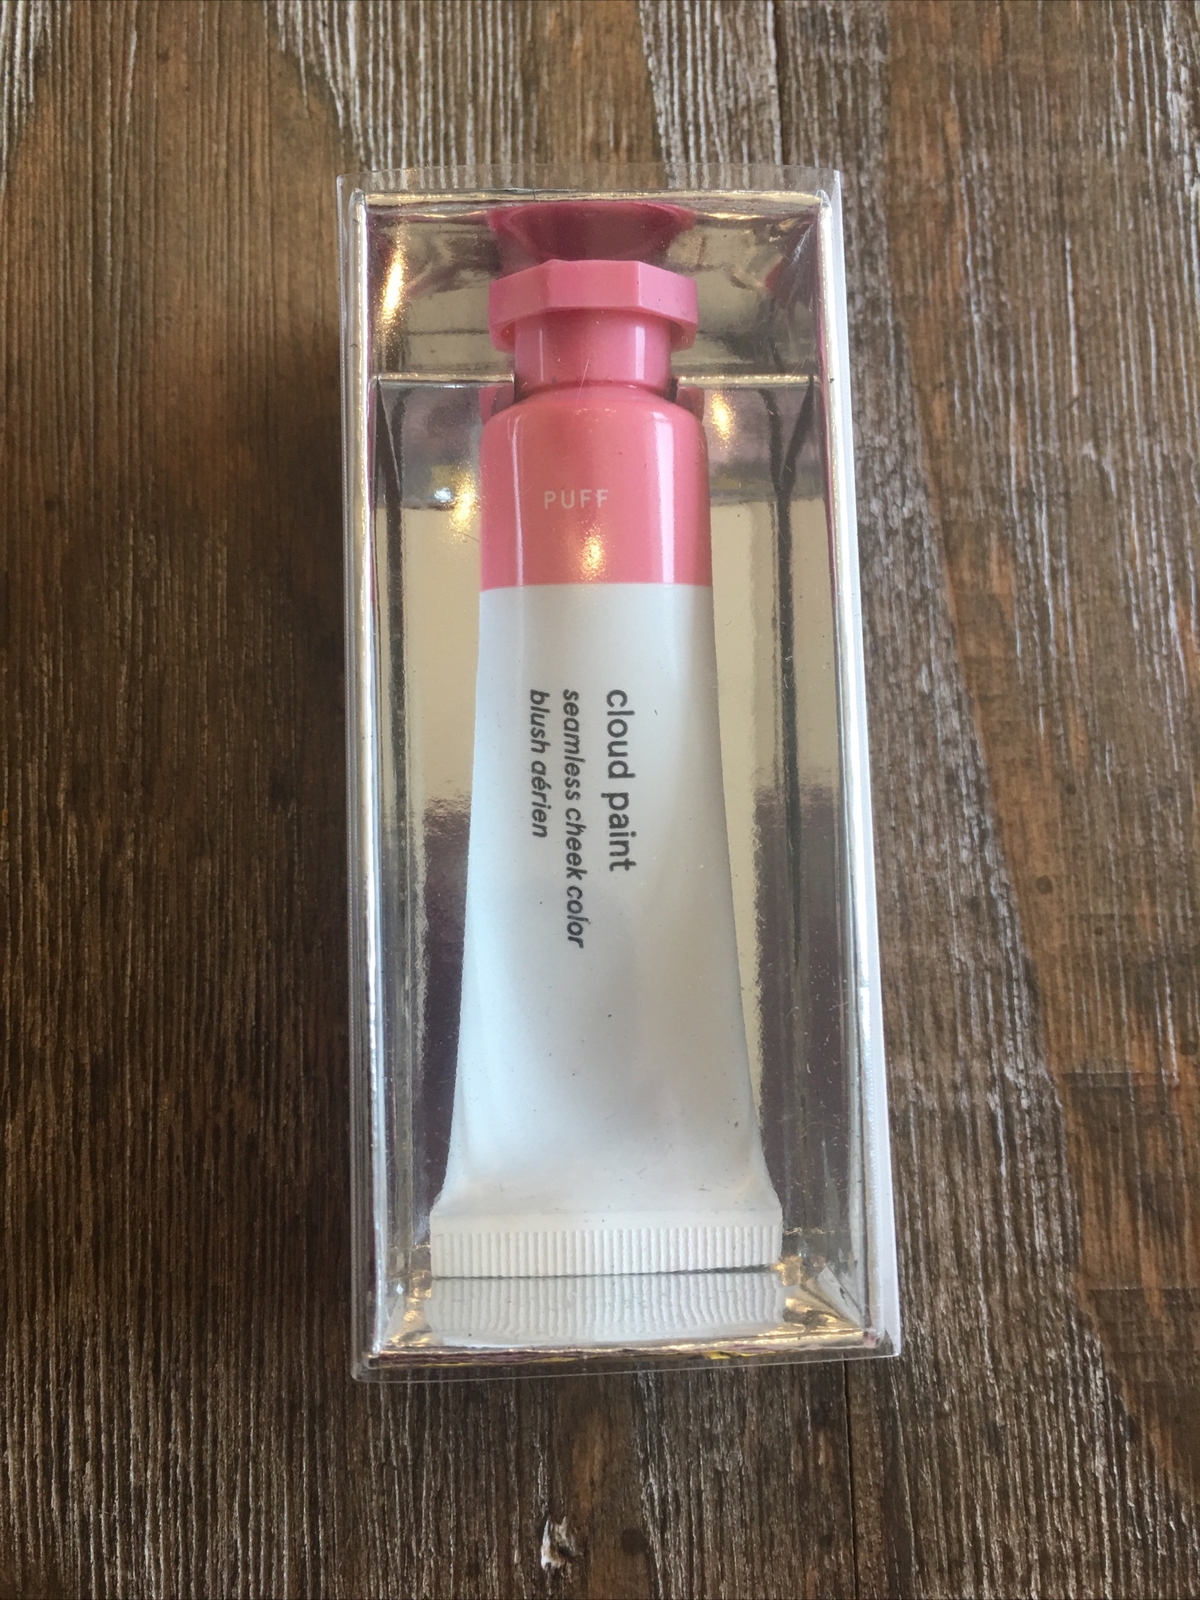 PUFF
cloud paint
seamless cheek color
blush aérien